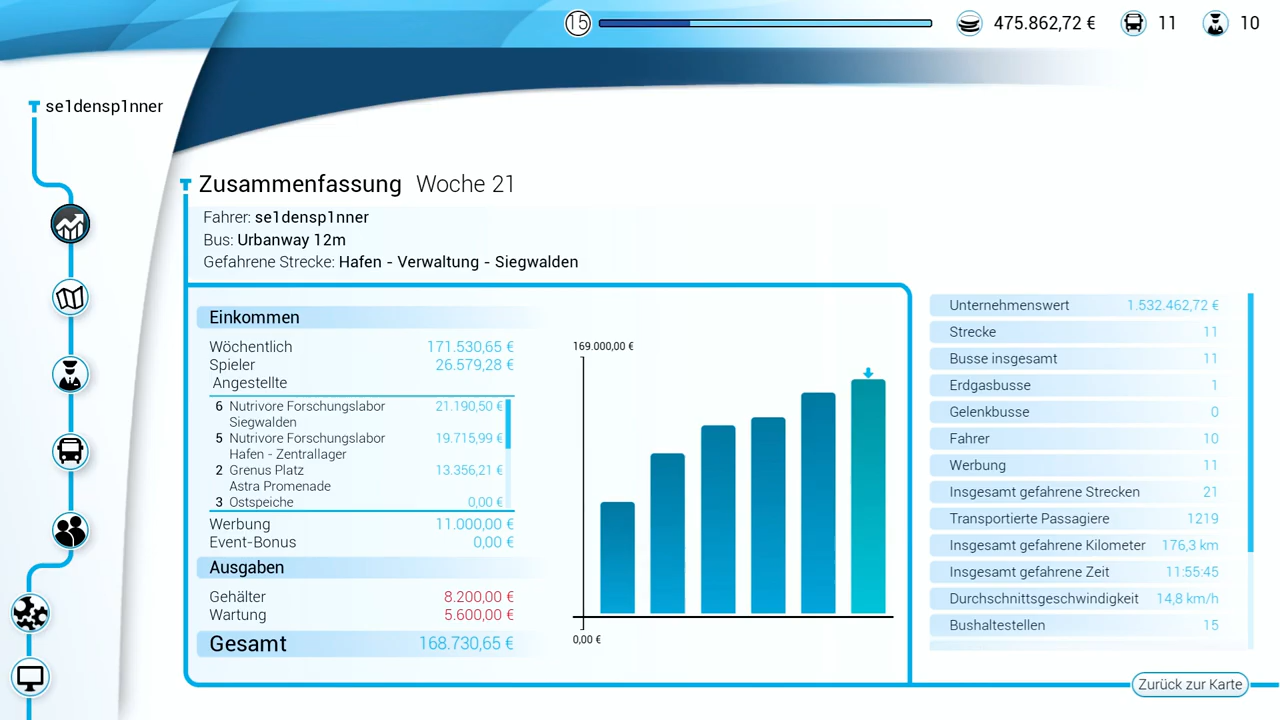 15
475.862,72 €
11
10
se1densp1nner
Zusammenfassung Woche 21
Fahrer: se1densp1nner
Bus: Urbanway 12m
Gefahrene Strecke: Hafen - Verwaltung - Siegwalden
Einkommen
Wöchentlich 171.530,65 €
Spieler 26.579,28 €
Angestellte
6 Nutrivore Forschungslabor 21.190,50 €
Siegwalden
5 Nutrivore Forschungslabor 19.715,99 €
Hafen - Zentrallager
2 Grenus Platz 13.356,21 €
Astra Promenade
3 Ostspeiche 0,00 €
Werbung 11.000,00 €
Event-Bonus 0,00 €
Ausgaben
Gehälter 8.200,00 €
Wartung 5.600,00 €
Gesamt 168.730,65 €
169.000,00 €
0,00 €
Unternehmenswert 1.532.462,72 €
Strecke 11
Busse insgesamt 11
Erdgasbusse 1
Gelenkbusse 0
Fahrer 10
Werbung 11
Insgesamt gefahrene Strecken 21
Transportierte Passagiere 1219
Insgesamt gefahrene Kilometer 176,3 km
Insgesamt gefahrene Zeit 11:55:45
Durchschnittsgeschwindigkeit 14,8 km/h
Bushaltestellen 15
Zurück zur Karte